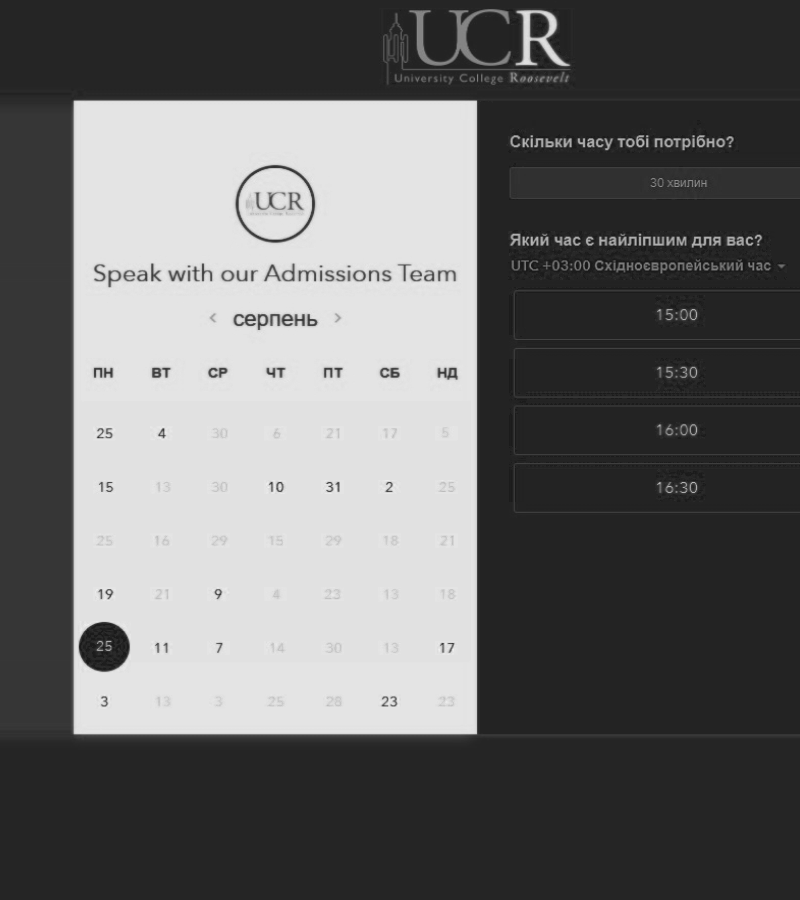 UCR
University College Roosevelt
UCR
Speak with our Admissions Team
< серпень >
ПН ВТ СР ЧТ ПТ СБ НД
25 4 30 6 21 17 5
15 13 30 10 31 2 25
25 16 29 15 29 18 21
19 21 9 4 23 13 18
25 11 7 14 30 13 17
3 13 3 25 28 23 23
Скільки часу тобі потрібно?
30 хвилин
Який час є найліпшим для вас?
UTC +03:00 Східноєвропейський час
15:00
15:30
16:00
16:30